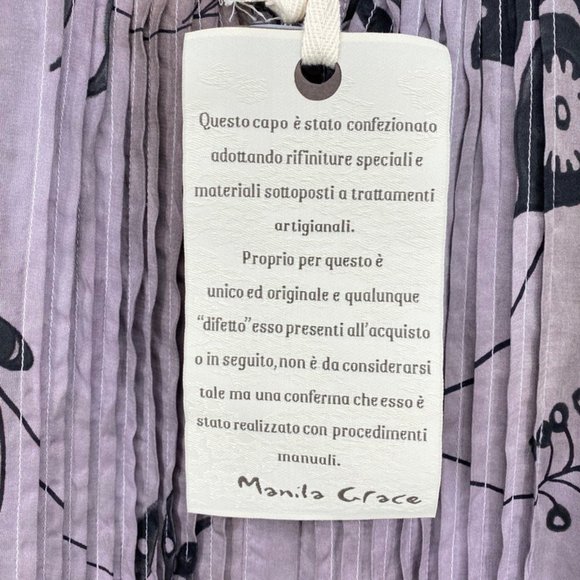 Questo capo è stato confezionato
adottando rifiniture speciali e
materiali sottoposti a trattamenti
artigianali.
Proprio per questo è
unico ed originale e qualunque
“difetto” esso presenti all’acquisto
o in seguito, non è da considerarsi
tale ma una conferma che esso è
stato realizzato con procedimenti
manuali.
Manila Grace